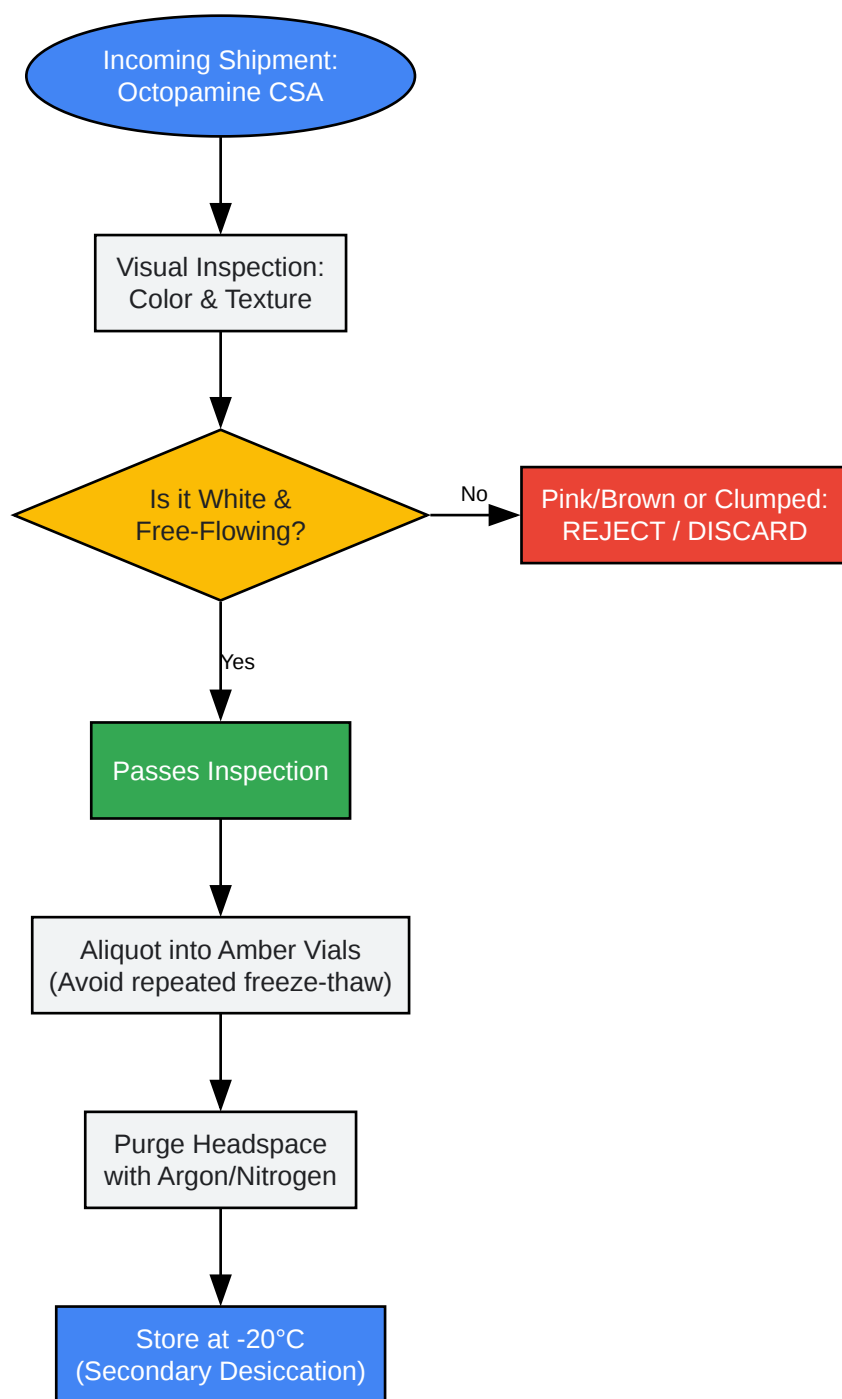 Incoming Shipment:
Octopamine CSA
Visual Inspection:
Color & Texture
Is it White &
Free-Flowing?
No
Pink/Brown or Clumped:
REJECT / DISCARD
Yes
Passes Inspection
Aliquot into Amber Vials
(Avoid repeated freeze-thaw)
Purge Headspace
with Argon/Nitrogen
Store at -20°C
(Secondary Desiccation)